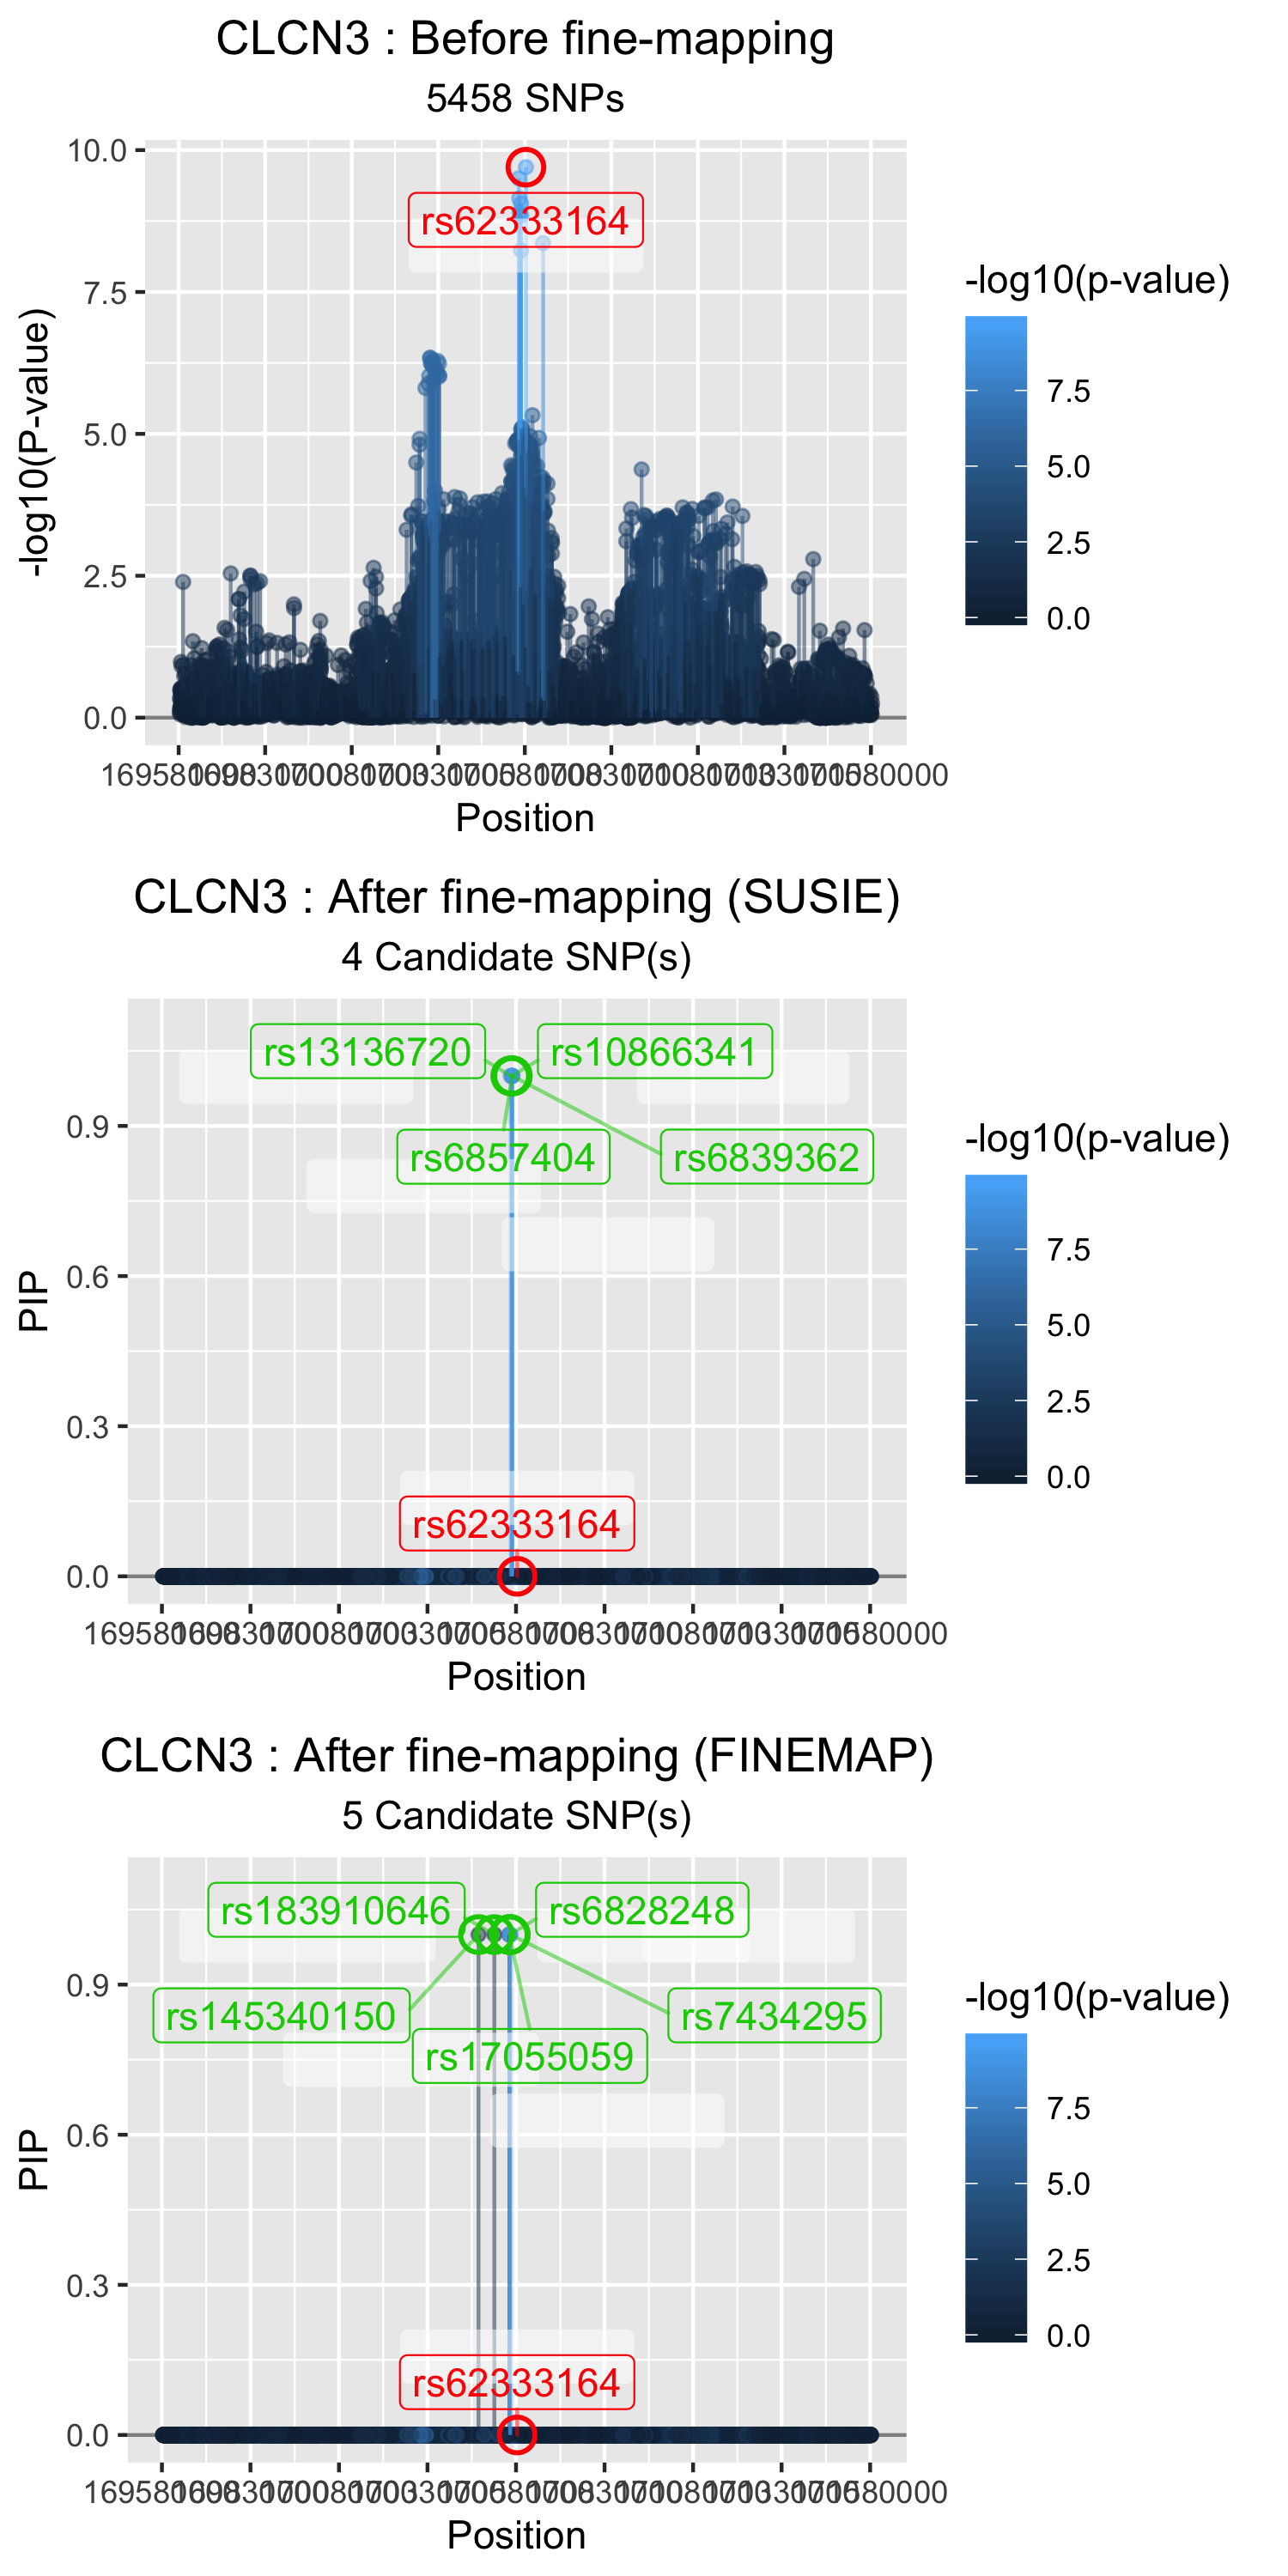 CLCN3 : Before fine-mapping
5458 SNPs
10.0
7.5
5.0
2.5
0.0
-log10(P-value)
rs62333164
Position
-log10(p-value)
7.5
5.0
2.5
0.0
CLCN3 : After fine-mapping (SUSIE)
4 Candidate SNP(s)
rs13136720
rs10866341
rs6857404
rs6839362
0.9
0.6
0.3
0.0
PIP
rs62333164
Position
-log10(p-value)
7.5
5.0
2.5
0.0
CLCN3 : After fine-mapping (FINEMAP)
5 Candidate SNP(s)
rs183910646
rs6828248
rs145340150
rs7434295
rs17055059
0.9
0.6
0.3
0.0
PIP
rs62333164
Position
-log10(p-value)
7.5
5.0
2.5
0.0